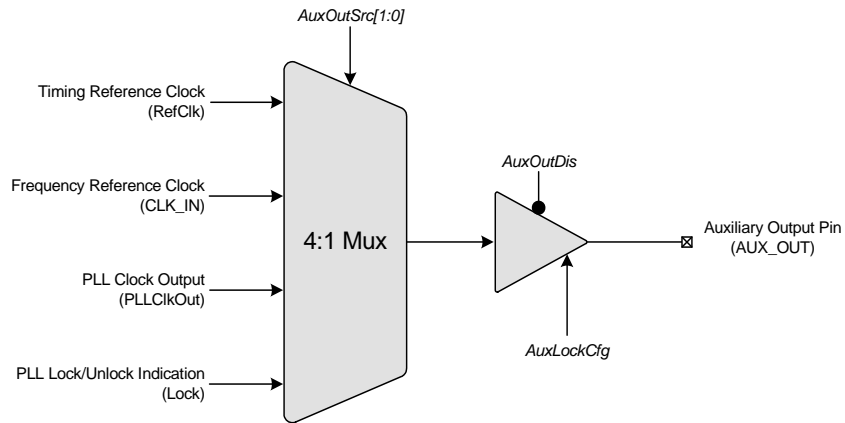 AuxOutSrc[1:0]
Timing Reference Clock
(RefClk)
Frequency Reference Clock
(CLK_IN)
PLL Clock Output
(PLLClkOut)
PLL Lock/Unlock Indication
(Lock)
4:1 Mux
AuxOutDis
AuxLockCfg
Auxiliary Output Pin
(AUX_OUT)